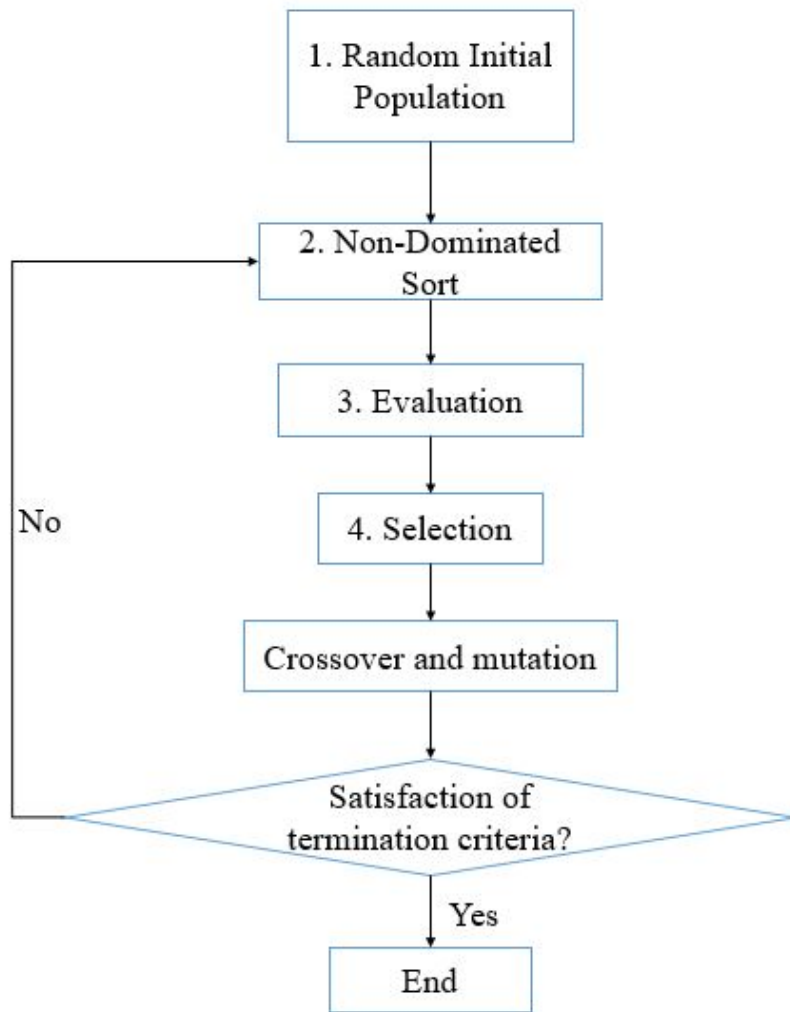 1. Random Initial
Population
2. Non-Dominated
Sort
3. Evaluation
4. Selection
No
Crossover and mutation
Satisfaction of
termination criteria?
Yes
End